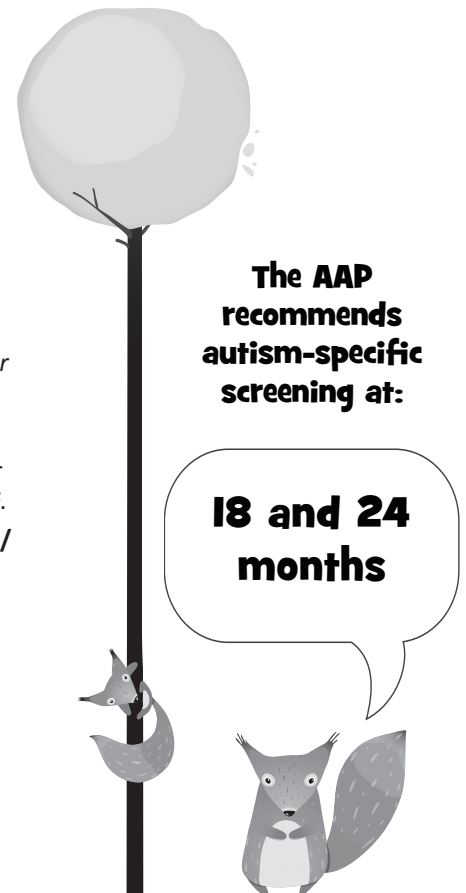 The AAP
recommends
autism-specific
screening at:
18 and 24
months